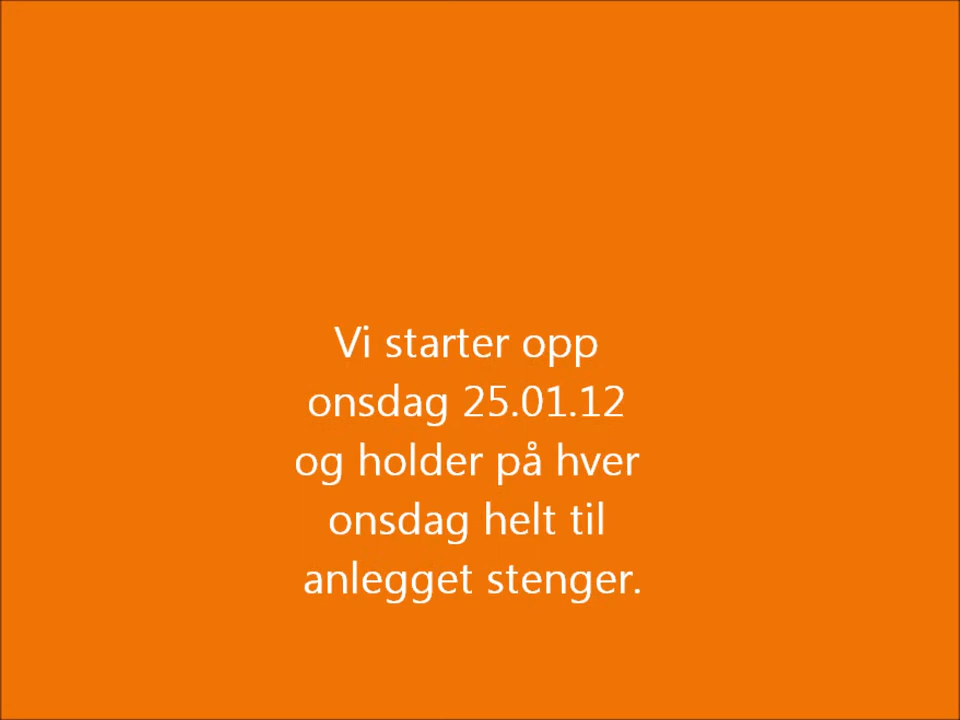 Vi starter opp
onsdag 25.01.12
og holder på hver
onsdag helt til
anlegget stenger.